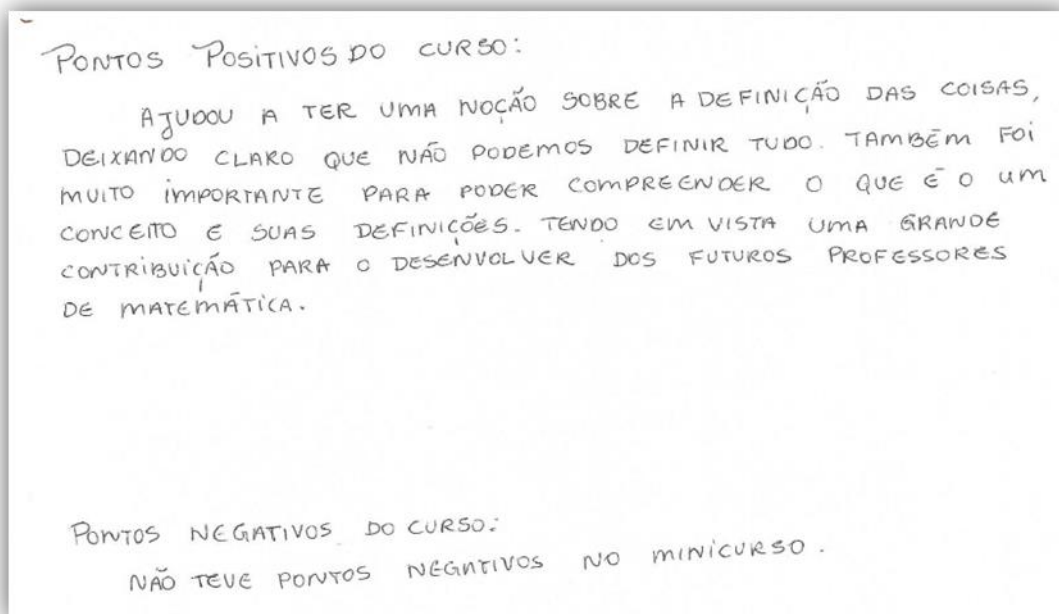 PONTOS POSITIVOS DO CURSO:
AJUDOU A TER UMA NOÇÃO SOBRE A DEFINIÇÃO DAS COISAS,
DEIXANDO CLARO QUE NÃO PODEMOS DEFINIR TUDO. TAMBÉM FOI
MUITO IMPORTANTE PARA PODER COMPREENDER O QUE É O UM
CONCEITO E SUAS DEFINIÇÕES. TENDO EM VISTA UMA GRANDE
CONTRIBUIÇÃO PARA O DESENVOLVER DOS FUTUROS PROFESSORES
DE MATEMÁTICA.
PONTOS NEGATIVOS DO CURSO:
NÃO TEVE PONTOS NEGATIVOS NO MINICURSO.